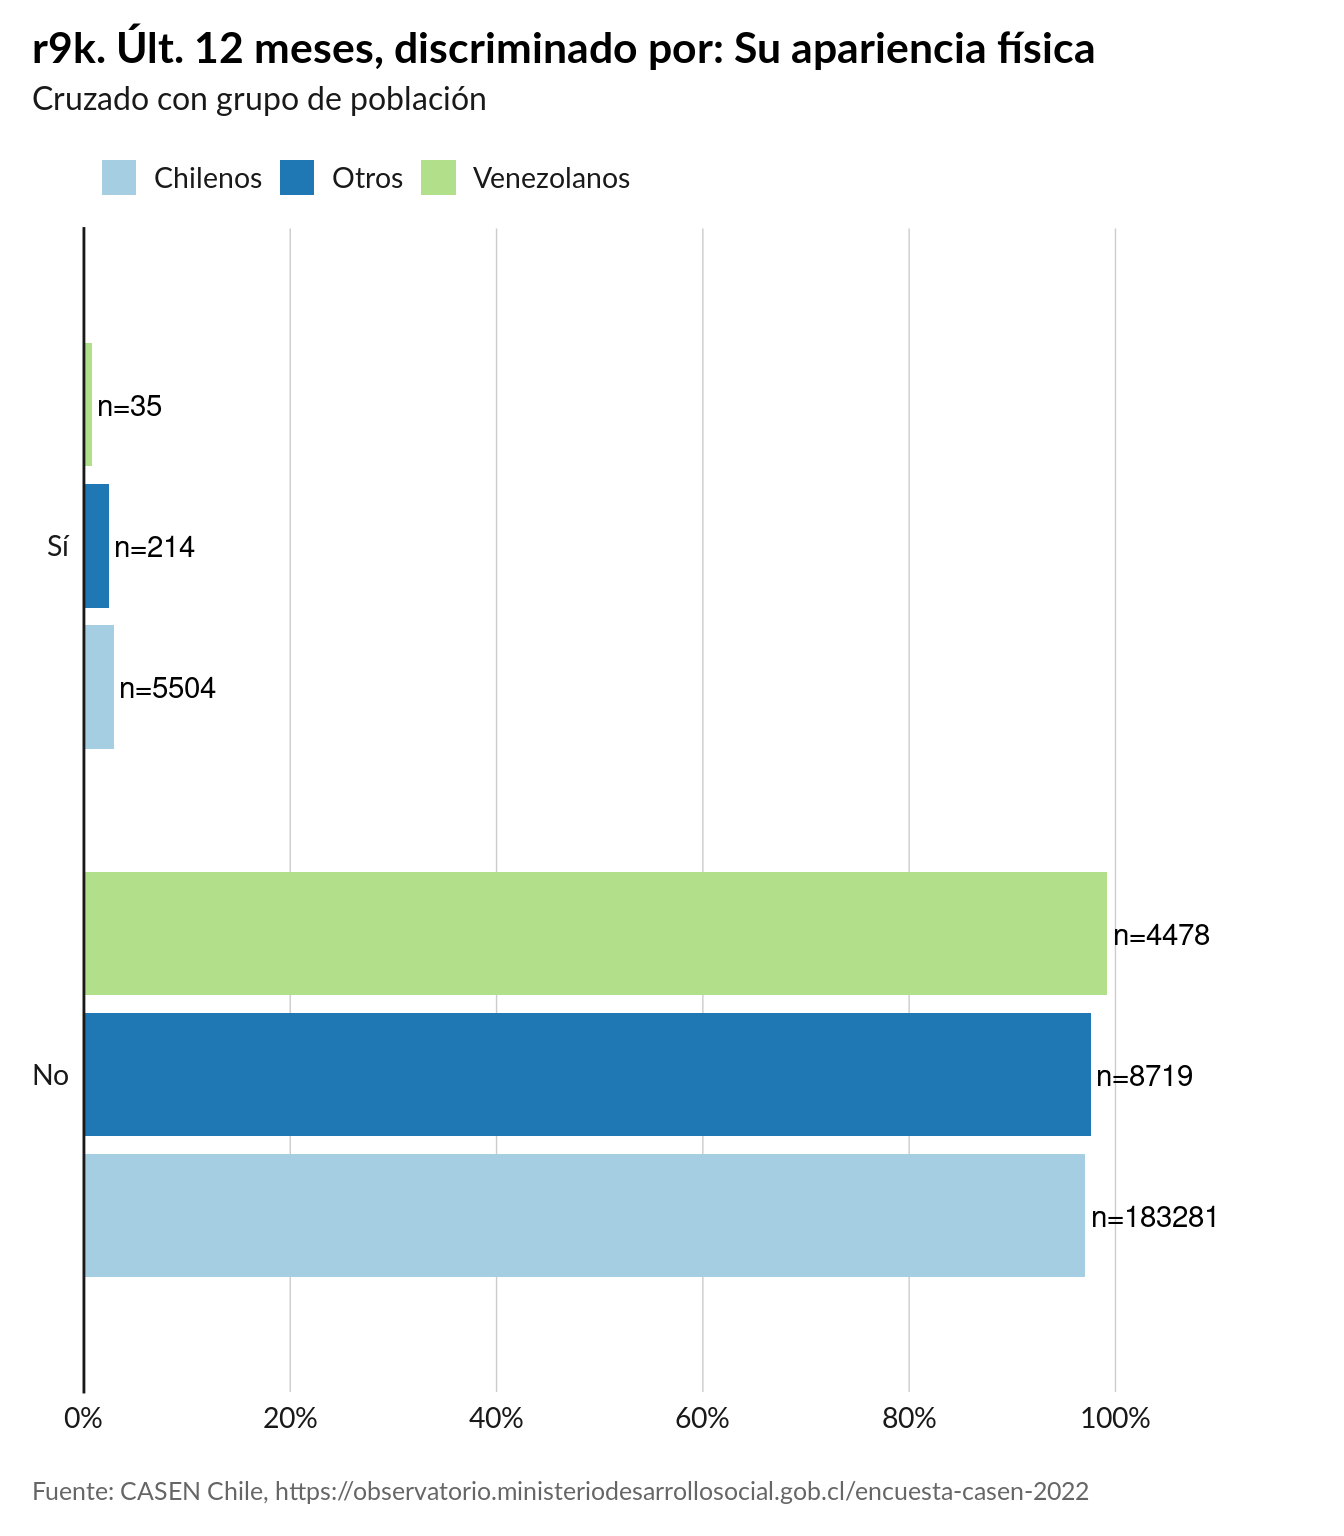 r9k. Últ. 12 meses, discriminado por: Su apariencia física
Cruzado con grupo de población
Chilenos Otros Venezolanos
n=35
Sí n=214
n=5504
n=4478
No n=8719
n=183281
0% 20% 40% 60% 80% 100%
Fuente: CASEN Chile, https://observatorio.ministeriodesarrollosocial.gob.cl/encuesta-casen-2022